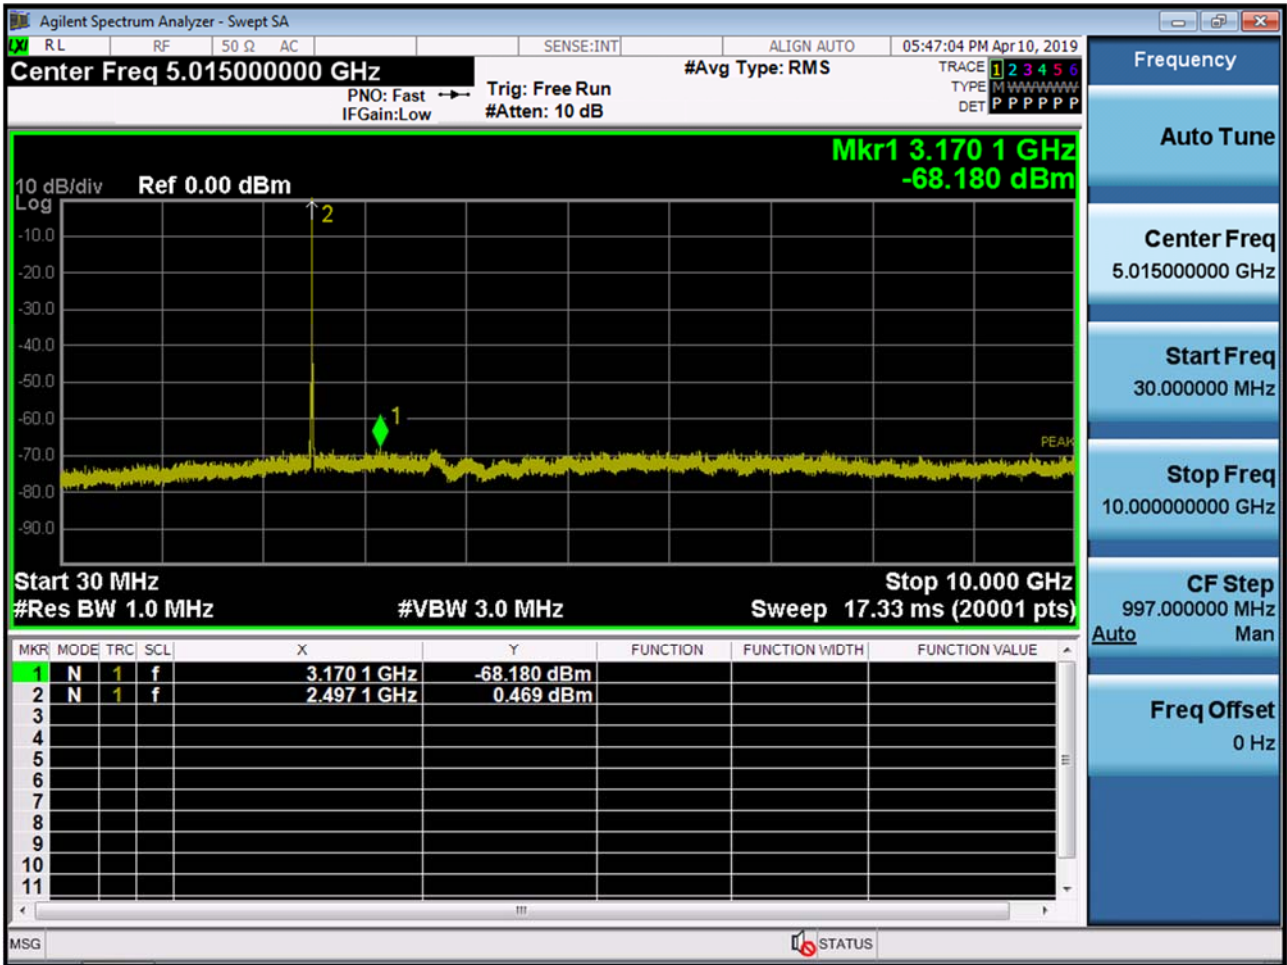 Agilent Spectrum Analyzer - Swept SA
LXI RL RF 50 Ω AC SENSE:INT ALIGN AUTO 05:47:04 PM Apr 10, 2019
Center Freq 5.015000000 GHz
PNO: Fast
IFGain:Low
Trig: Free Run
#Atten: 10 dB
#Avg Type: RMS
TRACE 1 2 3 4 5 6
TYPE M WWWWW
DET P P P P P P
Mkr1 3.170 1 GHz
-68.180 dBm
10 dB/div Ref 0.00 dBm
Log
2
-10.0
-20.0
-30.0
-40.0
-50.0
-60.0
1
PEAK
-70.0
-80.0
-90.0
Start 30 MHz Stop 10.000 GHz
#Res BW 1.0 MHz #VBW 3.0 MHz Sweep 17.33 ms (20001 pts)
MKR MODE TRC SCL X Y FUNCTION FUNCTION WIDTH FUNCTION VALUE
1 N 1 f 3.170 1 GHz -68.180 dBm
2 N 1 f 2.497 1 GHz 0.469 dBm
3
4
5
6
7
8
9
10
11
MSG STATUS
Frequency
Auto Tune
Center Freq
5.015000000 GHz
Start Freq
30.000000 MHz
Stop Freq
10.000000000 GHz
CF Step
997.000000 MHz
Auto Man
Freq Offset
0 Hz